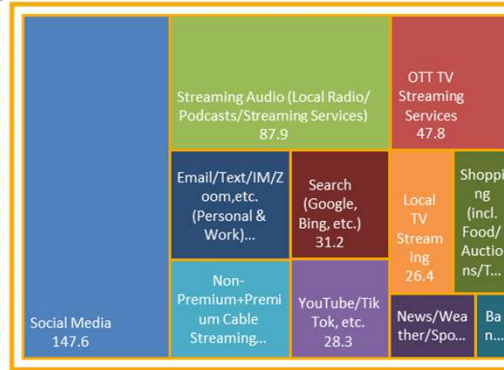 Social Media
147.6
Streaming Audio (Local Radio/
Podcasts/Streaming Services)
87.9
OTT TV
Streaming
Services
47.8
Email/Text/IM/Z
oom,etc.
(Personal &
Work)...
Search
(Google,
Bing, etc.)
31.2
Local
TV
Stream
ing
26.4
Shoppi
ng
(incl.
Food/
Auctio
ns/T...
Non-
Premium+Premi
um Cable
Streaming...
YouTube/Tik
Tok, etc.
28.3
News/Wea
ther/Spo...
Ba
n...